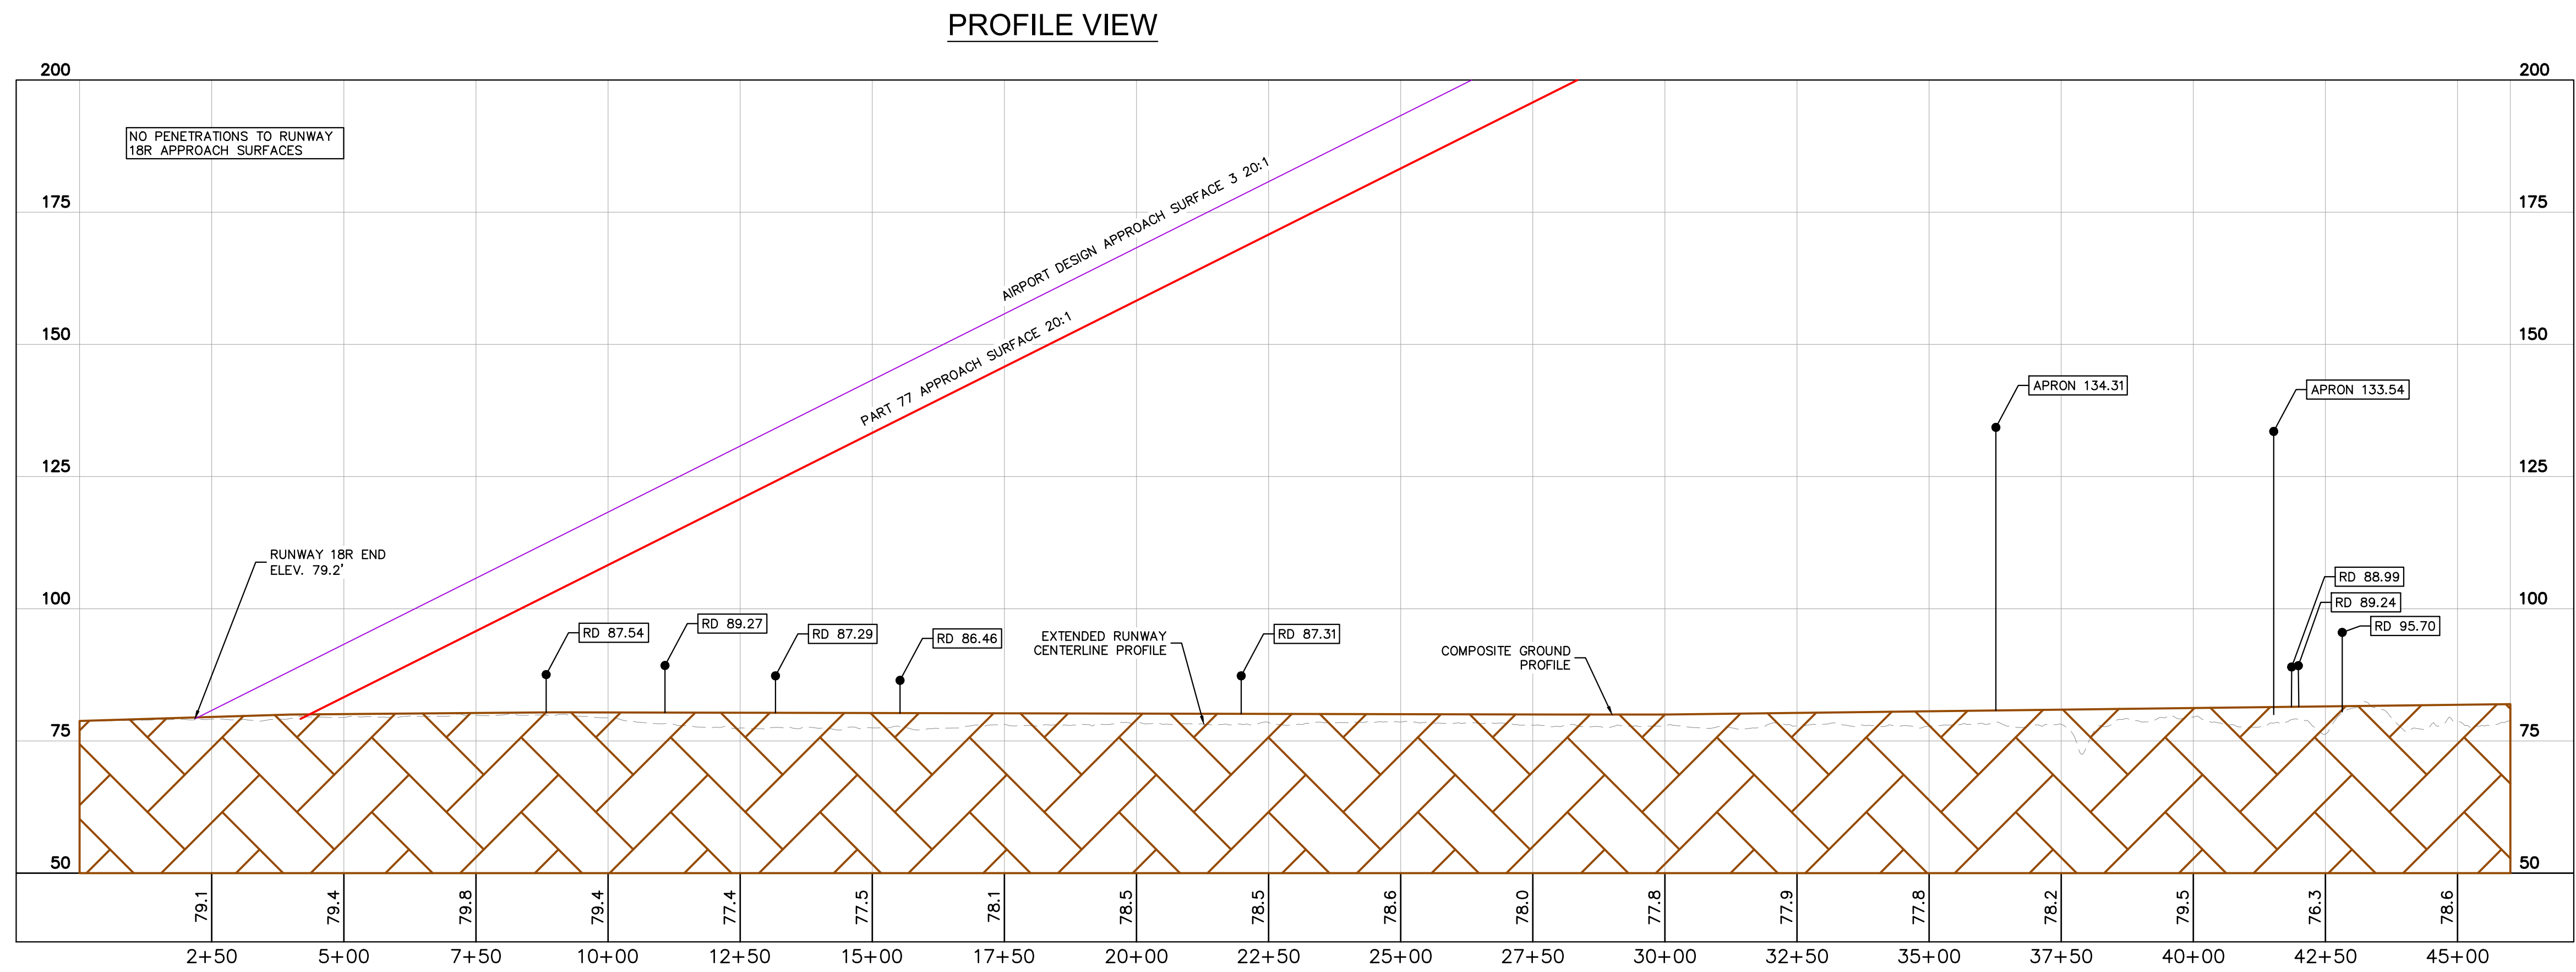 PROFILE VIEW
200
200
NO PENETRATIONS TO RUNWAY
18R APPROACH SURFACES
AIRPORT DESIGN APPROACH SURFACE 3 20:1
175
175
PART 77 APPROACH SURFACE 20:1
150
150
APRON 134.31
APRON 133.54
125
125
RUNWAY 18R END
ELEV. 79.2'
RD 88.99
100
100
RD 89.24
RD 87.54
RD 89.27
RD 87.29
RD 86.46
EXTENDED RUNWAY
CENTERLINE PROFILE
RD 87.31
COMPOSITE GROUND
PROFILE
RD 95.70
75
75
50
50
79.1
79.4
79.8
79.4
77.4
77.5
78.1
78.5
78.5
78.6
78.0
77.8
77.9
77.8
78.2
79.5
76.3
78.6
2+50
5+00
7+50
10+00
12+50
15+00
17+50
20+00
22+50
25+00
27+50
30+00
32+50
35+00
37+50
40+00
42+50
45+00